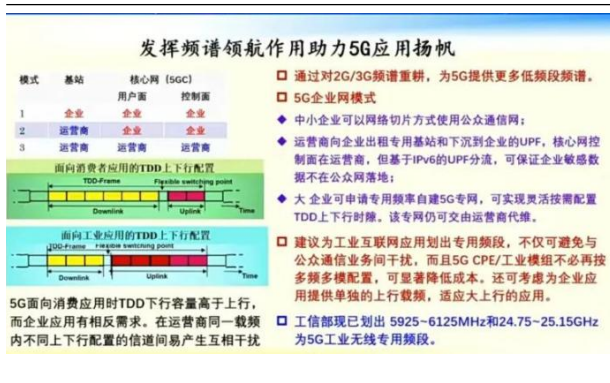 发挥频谱领航作用助力5G应用扬帆
模式 基站 核心网 (5GC)
用户面 控制面
1 企业 企业 企业
2 运营商 企业 企业
3 运营商 运营商 运营商
面向消费者应用的TDD上下行配置
TDD-Frame Flexible switching point
Downlink Uplink Time
面向工业应用的TDD上下行配置
TDD-Frame Flexible switching point
Downlink Uplink Time
5G面向消费应用时TDD下行容量高于上行，
而企业应用有相反需求。在运营商同一载频
内不同上下行配置的信道间易产生互相干扰
通过对2G/3G频谱重耕，为5G提供更多低频段频谱。
5G企业网模式
中小企业可以网络切片方式使用公众通信网；
运营商向企业出租专用基站和下沉到企业的UPF，核心网控
制面在运营商，但基于IPv6的UPF分流，可保证企业敏感数
据不在公众网落地；
大 企业可申请专用频率自建5G专网，可实现灵活按需配置
TDD上下行时隙。该专网仍可交由运营商代维。
建议为工业互联网应用划出专用频段，不仅可避免与
公众通信业务间干扰，而且5G CPE/工业模组不必再按
多频多模配置，可显著降低成本。还可考虑为企业应
用提供单独的上行载频，适应大上行的应用。
工信部现已划出 5925~6125MHz和24.75~25.15GHz
为5G工业无线专用频段。